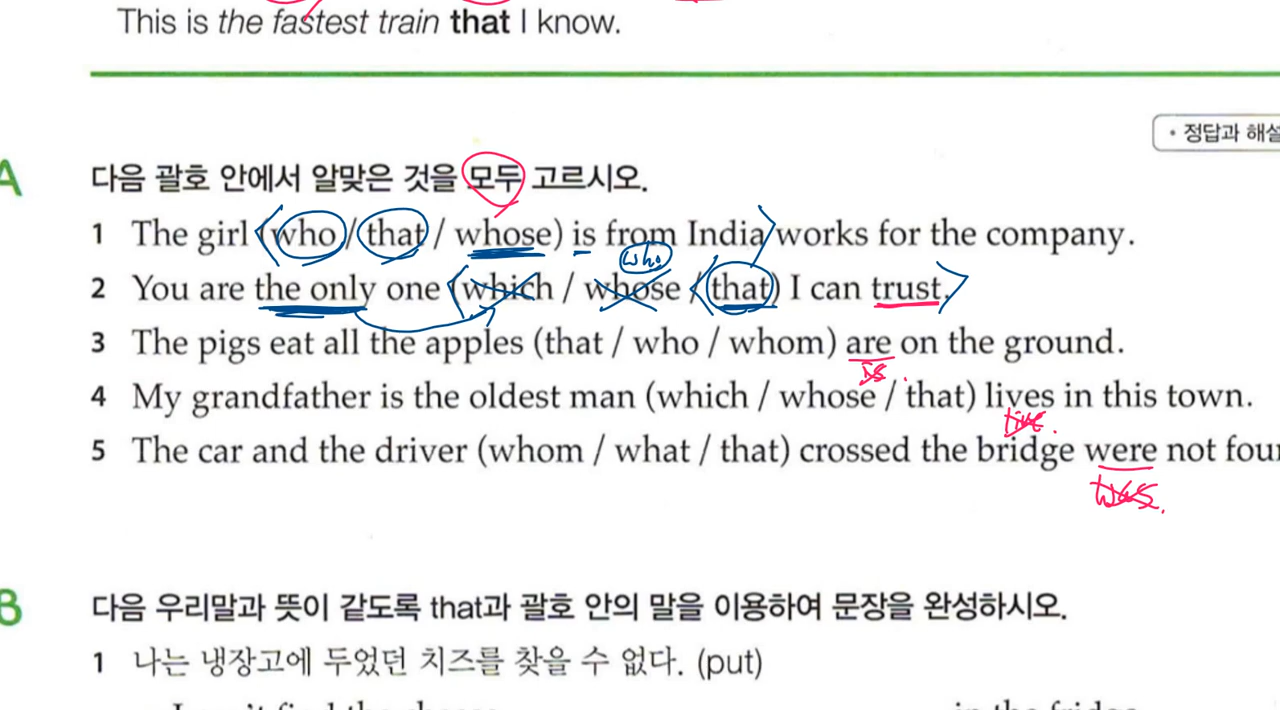 This is the fastest train that I know.
• 정답과 해설
A 다음 괄호 안에서 알맞은 것을 모두 고르시오.
1 The girl (who / that / whose) is from India works for the company.
who
2 You are the only one (which / whose / that) I can trust.
3 The pigs eat all the apples (that / who / whom) are on the ground.
is
4 My grandfather is the oldest man (which / whose / that) lives in this town.
live.
5 The car and the driver (whom / what / that) crossed the bridge were not fou
was.
B 다음 우리말과 뜻이 같도록 that과 괄호 안의 말을 이용하여 문장을 완성하시오.
1 나는 냉장고에 두었던 치즈를 찾을 수 없다. (put)
in the fridge